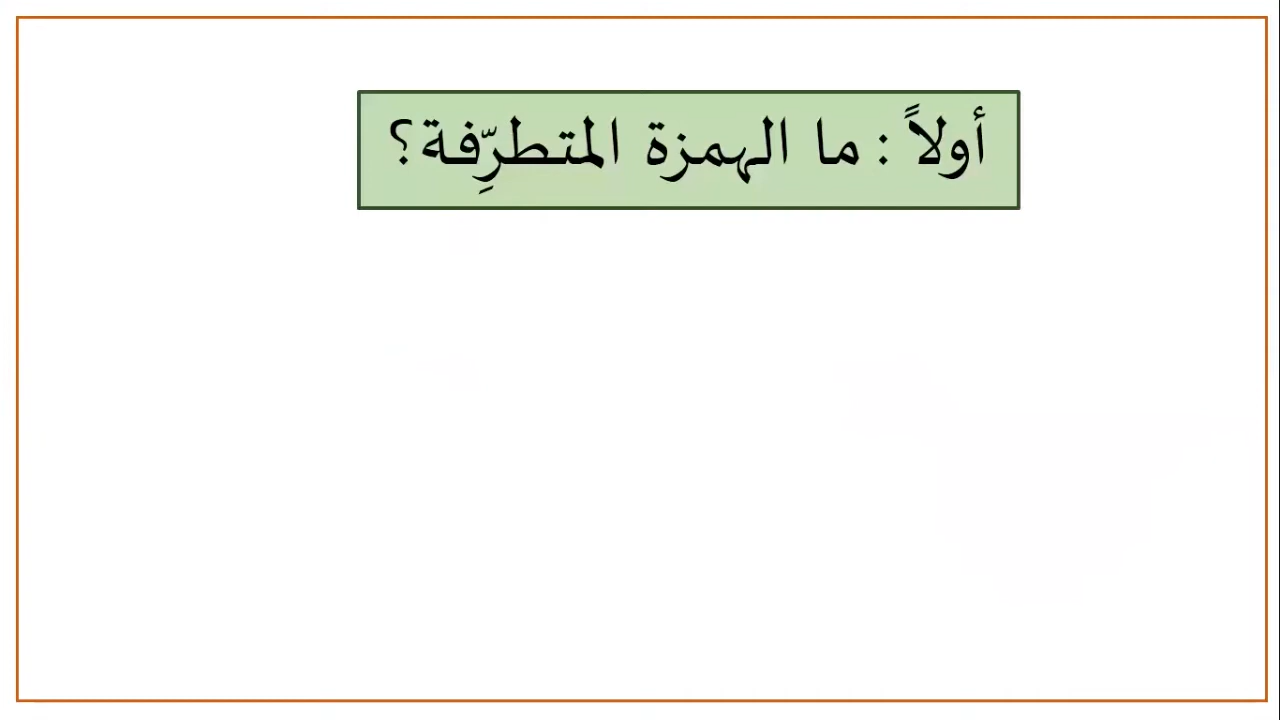 أولاً : ما الهمزة المتطرِّفة؟